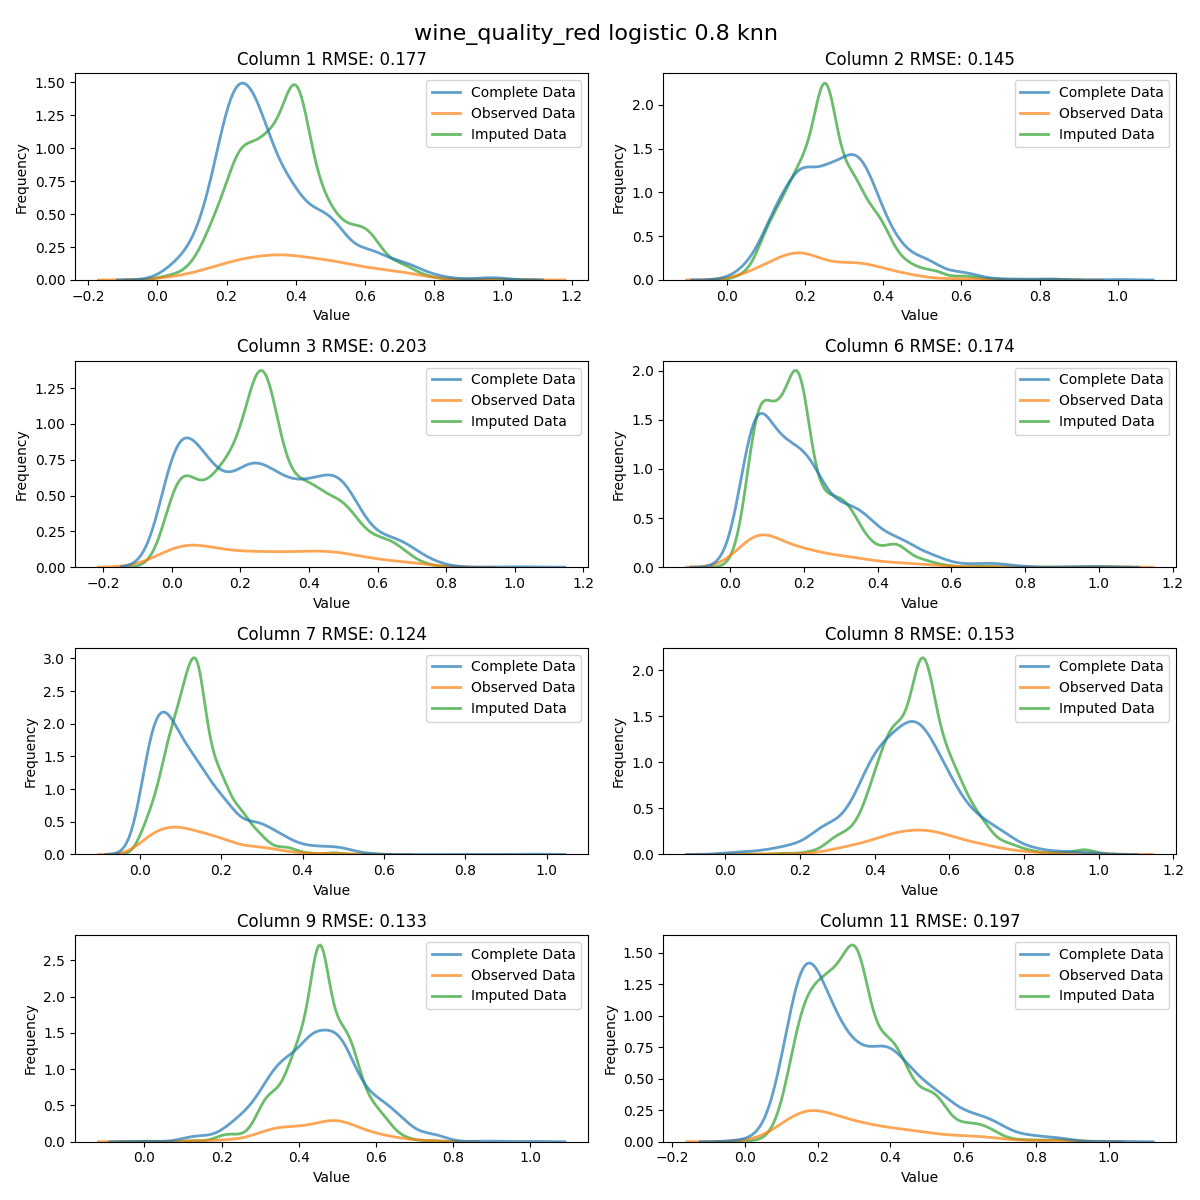 wine_quality_red logistic 0.8 knn
Column 1 RMSE: 0.177
Frequency
1.50
1.25
1.00
0.75
0.50
0.25
0.00
−0.2 0.0 0.2 0.4 0.6 0.8 1.0 1.2
Value
Complete Data
Observed Data
Imputed Data
Column 2 RMSE: 0.145
Frequency
2.0
1.5
1.0
0.5
0.0
0.0 0.2 0.4 0.6 0.8 1.0
Value
Complete Data
Observed Data
Imputed Data
Column 3 RMSE: 0.203
Frequency
1.25
1.00
0.75
0.50
0.25
0.00
−0.2 0.0 0.2 0.4 0.6 0.8 1.0 1.2
Value
Complete Data
Observed Data
Imputed Data
Column 6 RMSE: 0.174
Frequency
2.0
1.5
1.0
0.5
0.0
0.0 0.2 0.4 0.6 0.8 1.0 1.2
Value
Complete Data
Observed Data
Imputed Data
Column 7 RMSE: 0.124
Frequency
3.0
2.5
2.0
1.5
1.0
0.5
0.0
0.0 0.2 0.4 0.6 0.8 1.0
Value
Complete Data
Observed Data
Imputed Data
Column 8 RMSE: 0.153
Frequency
2.0
1.5
1.0
0.5
0.0
0.0 0.2 0.4 0.6 0.8 1.0 1.2
Value
Complete Data
Observed Data
Imputed Data
Column 9 RMSE: 0.133
Frequency
2.5
2.0
1.5
1.0
0.5
0.0
0.0 0.2 0.4 0.6 0.8 1.0
Value
Complete Data
Observed Data
Imputed Data
Column 11 RMSE: 0.197
Frequency
1.50
1.25
1.00
0.75
0.50
0.25
0.00
−0.2 0.0 0.2 0.4 0.6 0.8 1.0
Value
Complete Data
Observed Data
Imputed Data